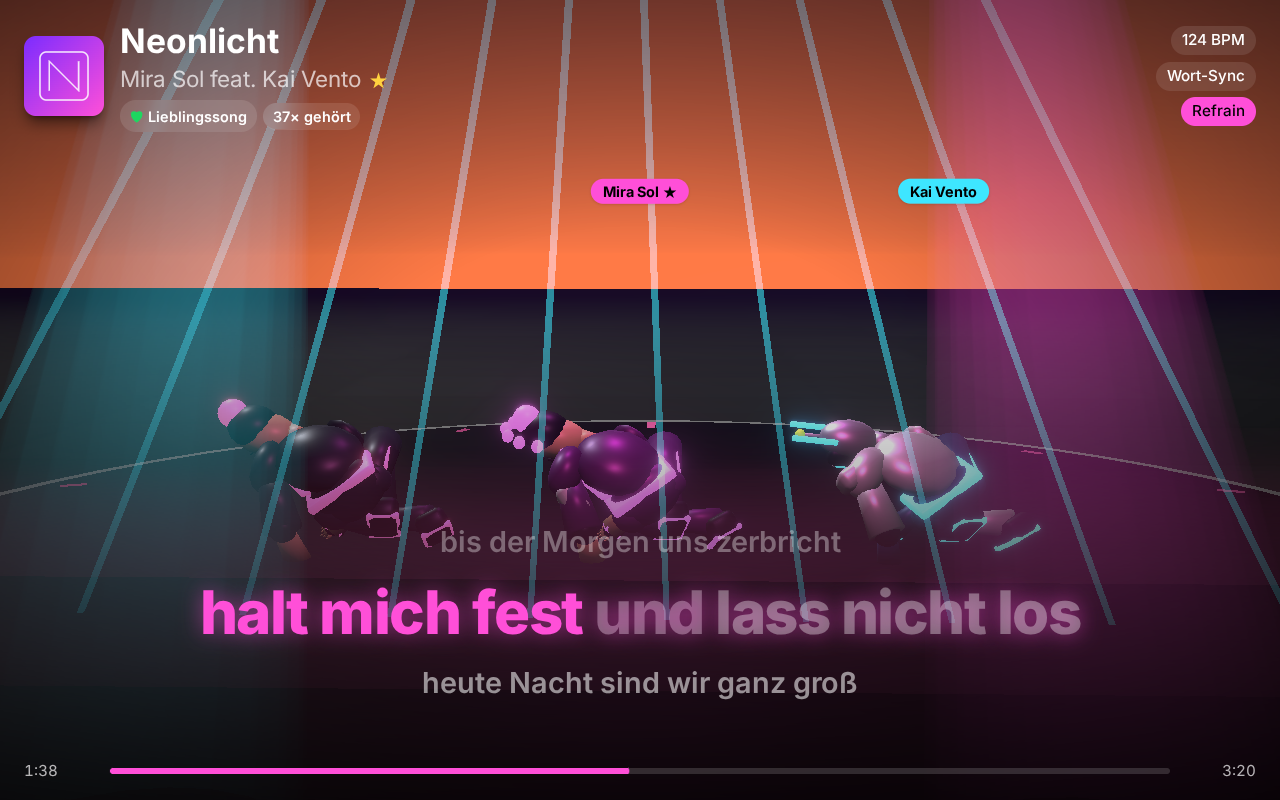 Neonlicht
Mira Sol feat. Kai Vento ★
Lieblingssong
37× gehört
124 BPM
Wort-Sync
Refrain
N
Mira Sol ★
Kai Vento
bis der Morgen uns zerbricht
halt mich fest und lass nicht los
heute Nacht sind wir ganz groß
1:38
3:20